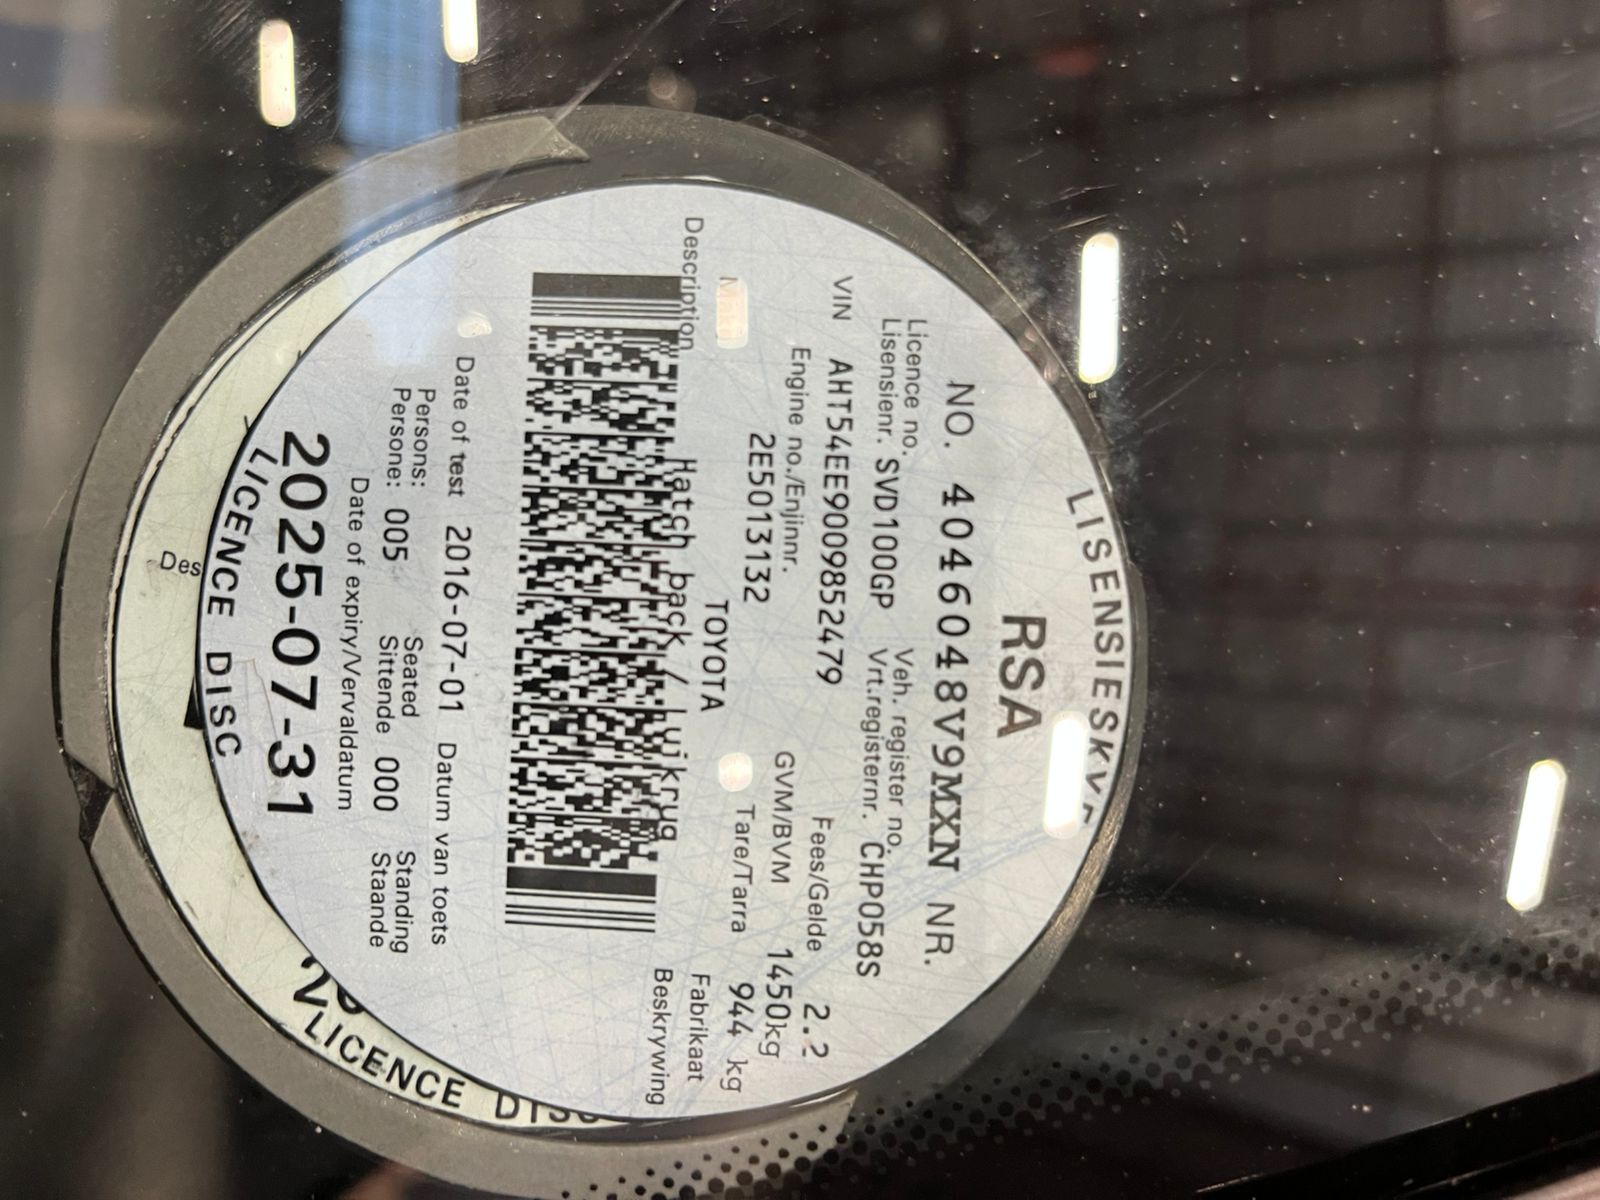 LISENSIESKYF
RSA
NO. 4046048V9MXN NR.
Licence no. Veh. register no.
Lisensienr. SVD100GP Vrt.registernr. CHP058S
VIN AHT54EE9009852479
Fees/Gelde 2.2
Engine no./Enjinnr. GVM/BVM 1450kg
2E5013132 Tare/Tarra 944 kg
TOYOTA Fabrikaat
Description Hatch back / Luikrug Beskrywing
Date of test 2016-07-01 Datum van toets
Persons: Seated Standing
Persone: 005 Sittende 000 Staande
Date of expiry/Vervaldatum
2025-07-31
LICENCE DISC
Des
LICENCE DISC